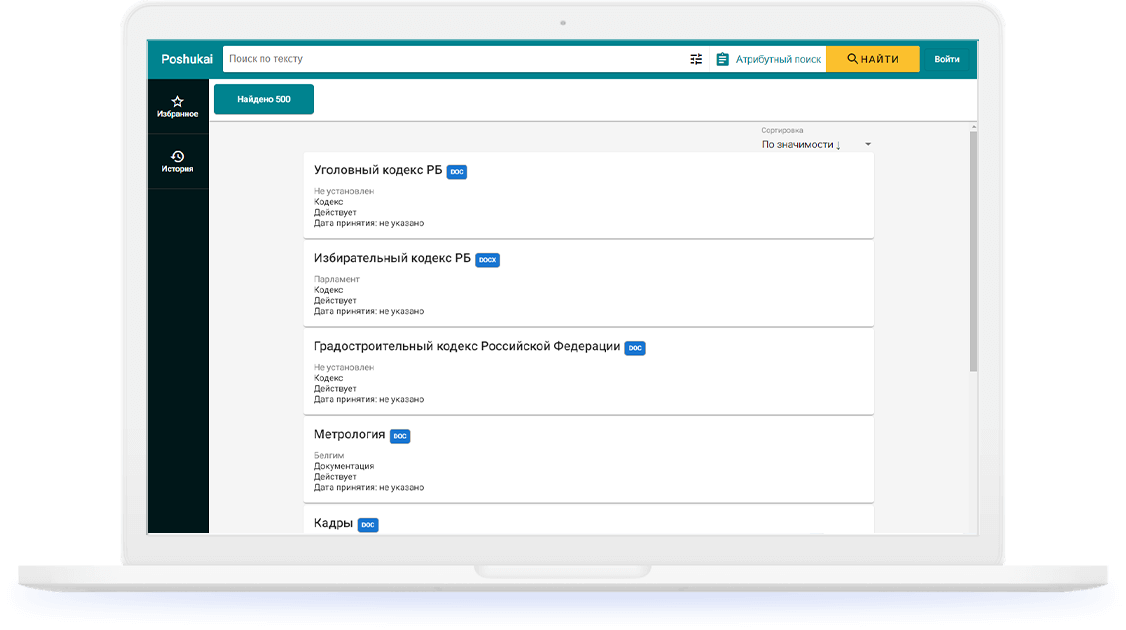 Poshukai
Поиск по тексту
Атрибутный поиск
НАЙТИ
Войти
Избранное
История
Найдено 500
Сортировка
По значимости ↓
Уголовный кодекс РБ DOC
Не установлен
Кодекс
Действует
Дата принятия: не указано
Избирательный кодекс РБ DOCX
Парламент
Кодекс
Действует
Дата принятия: не указано
Градостроительный кодекс Российской Федерации DOC
Не установлен
Кодекс
Действует
Дата принятия: не указано
Метрология DOC
Белгим
Документация
Действует
Дата принятия: не указано
Кадры DOC